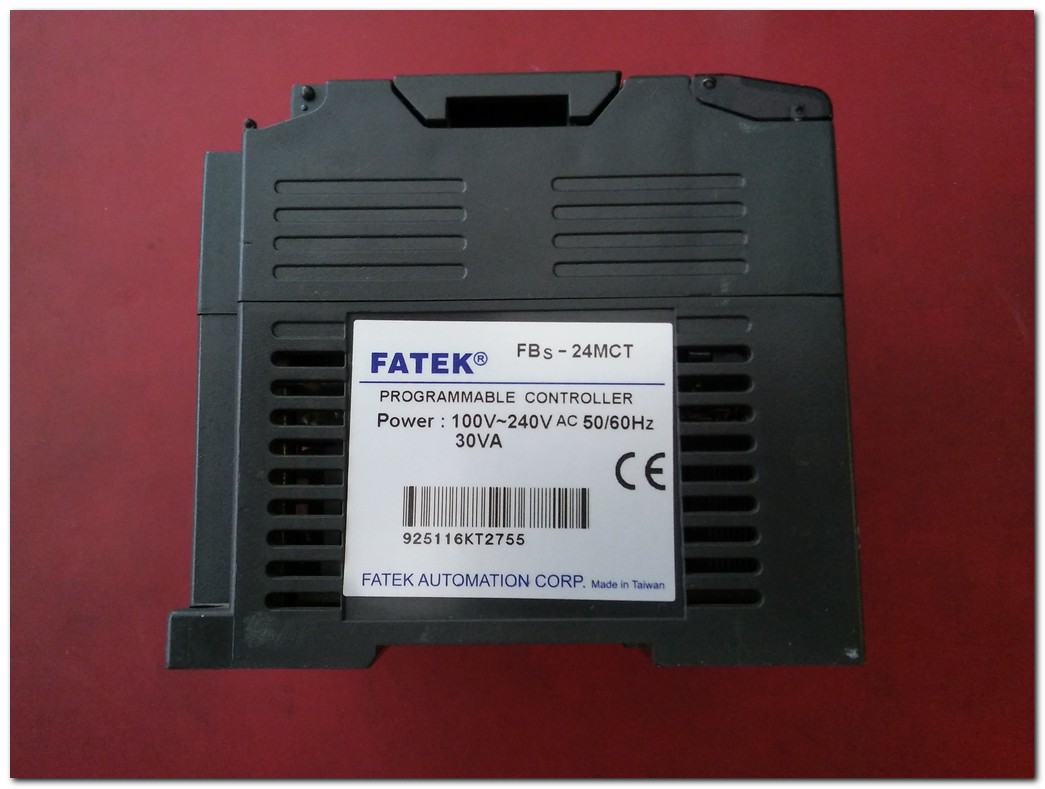 FATEK® FBs-24MCT
PROGRAMMABLE CONTROLLER
Power : 100V~240V AC 50/60Hz
30VA
CE
925116KT2755
FATEK AUTOMATION CORP. Made in Taiwan